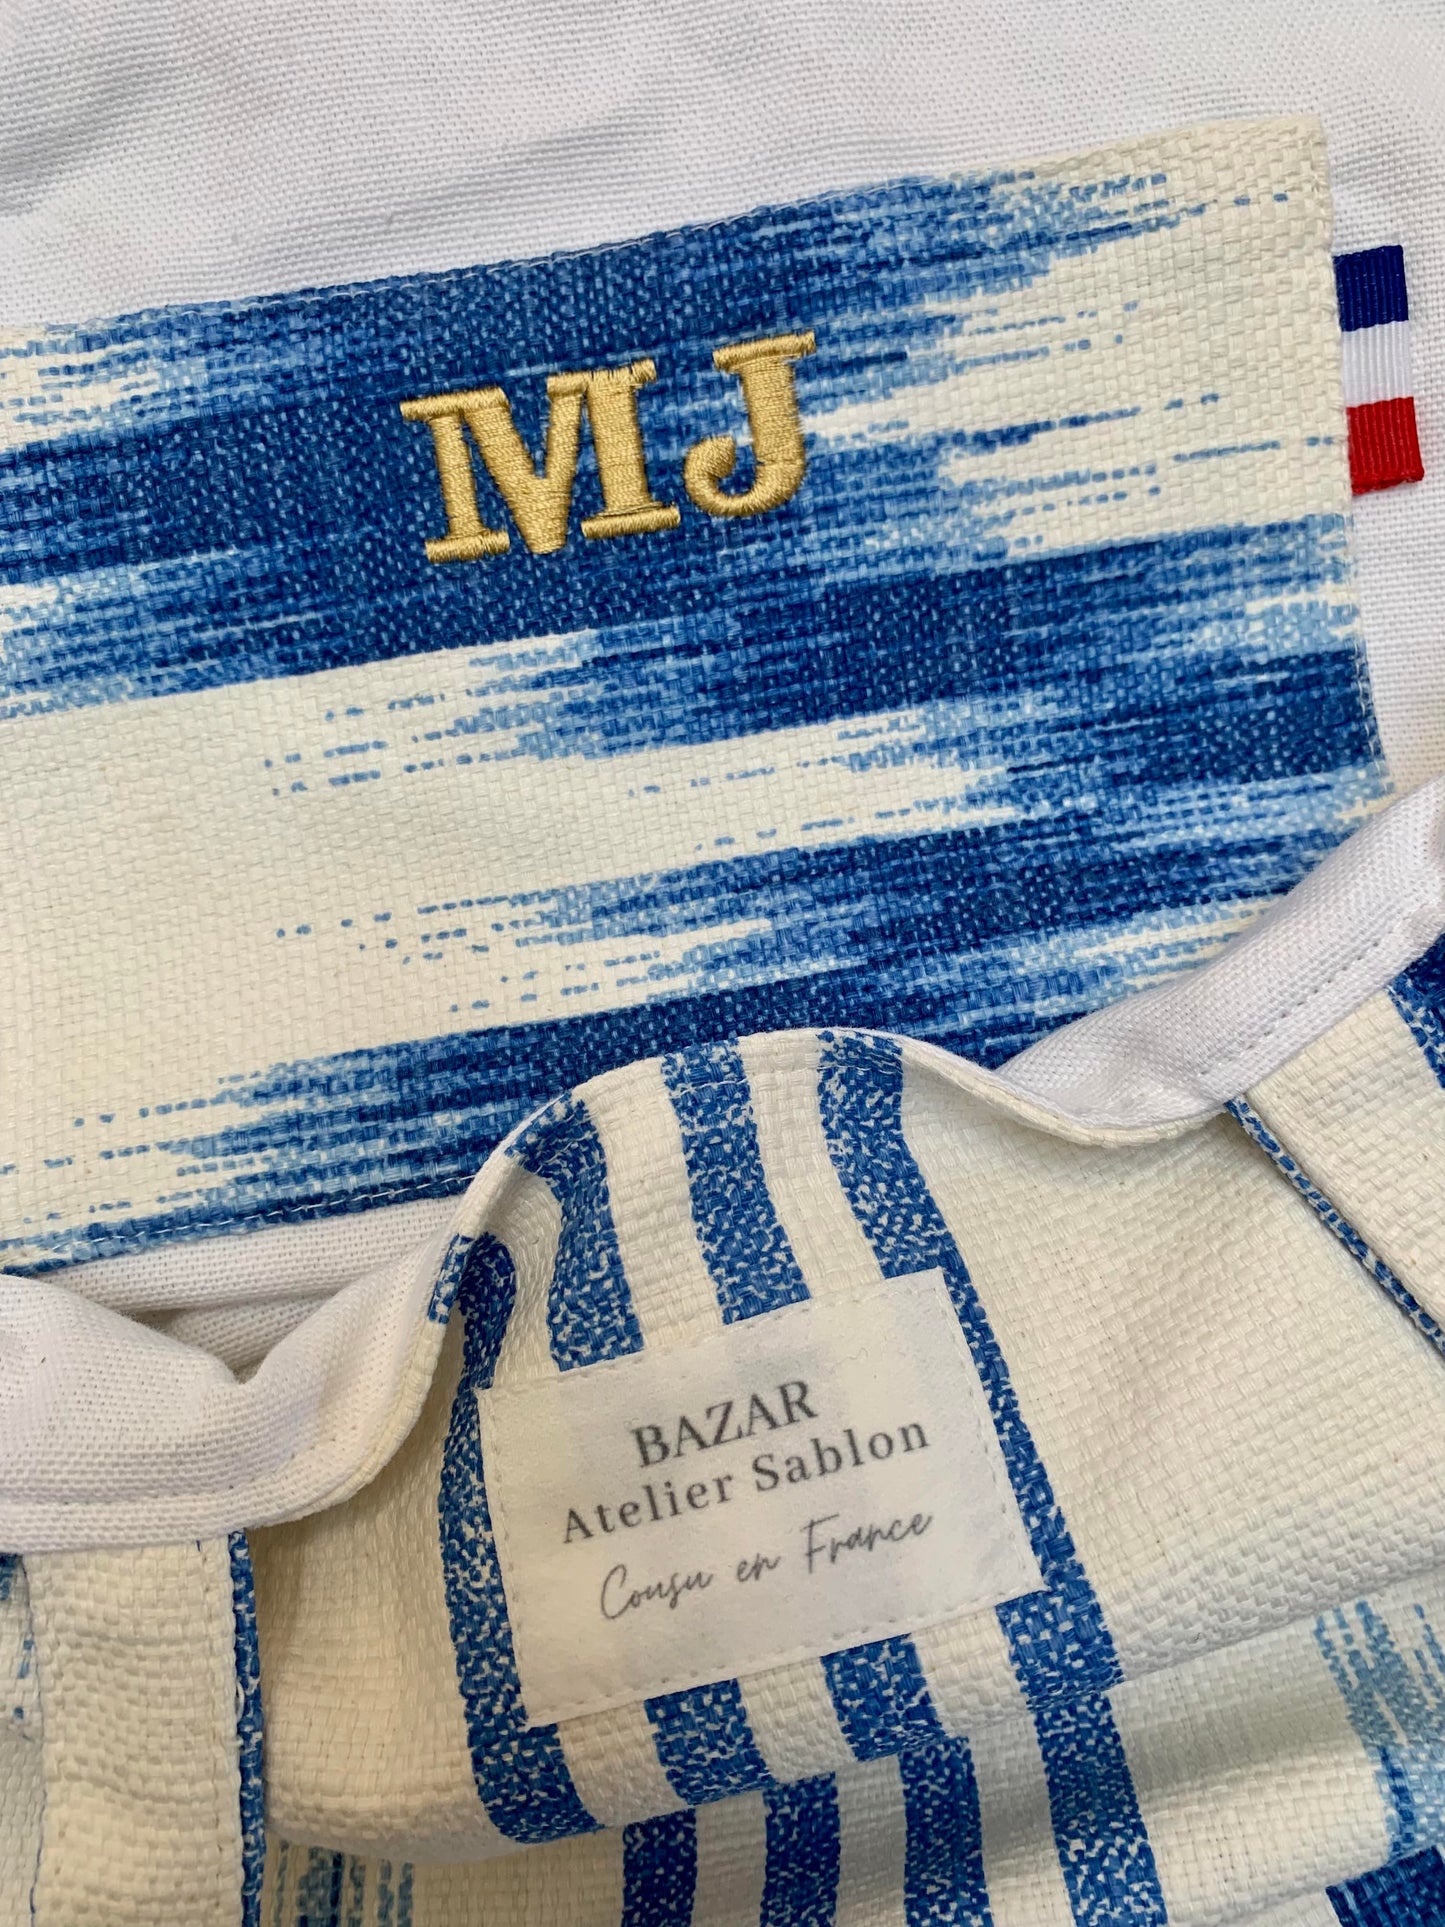 MJ
BAZAR
Atelier Sablon
Cousu en France